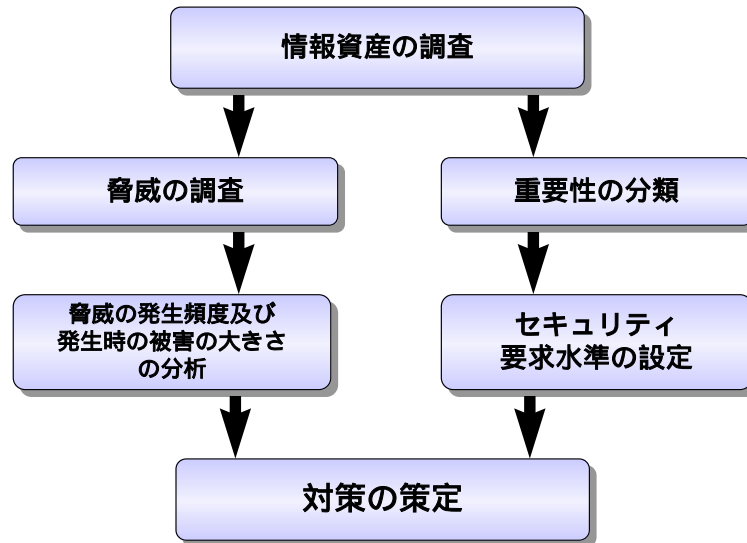 情報資産の調査
脅威の調査
重要性の分類
脅威の発生頻度及び
発生時の被害の大きさ
の分析
セキュリティ
要求水準の設定
対策の策定